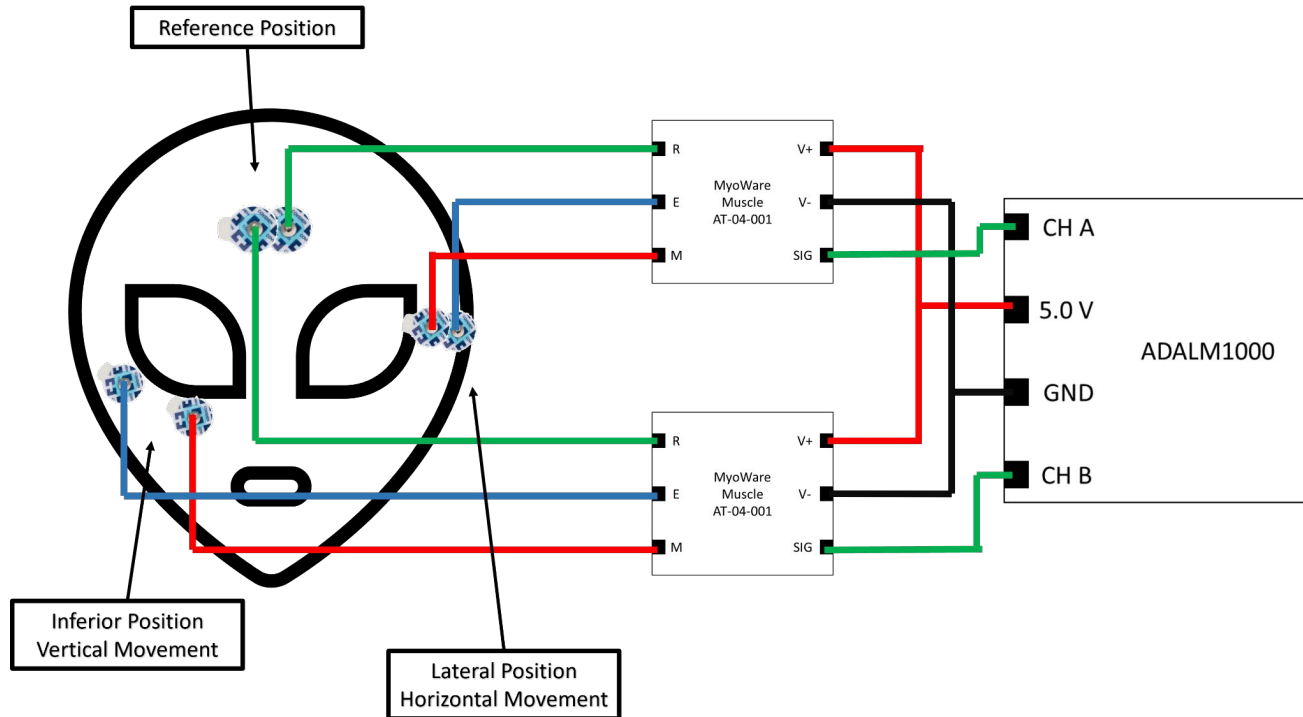 Reference Position
R
E
M
MyoWare
Muscle
AT-04-001
V+
V-
SIG
R
E
M
MyoWare
Muscle
AT-04-001
V+
V-
SIG
CH A
5.0 V
GND
CH B
ADALM1000
Inferior Position
Vertical Movement
Lateral Position
Horizontal Movement